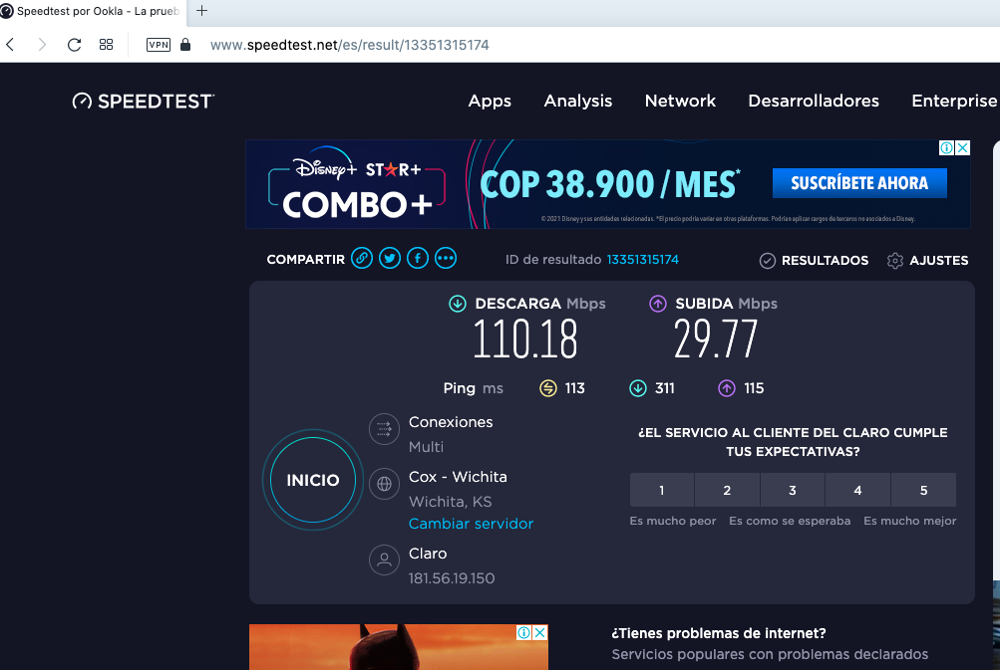 Speedtest por Ookla - La prueb
VPN www.speedtest.net/es/result/13351315174
SPEEDTEST
Apps Analysis Network Desarrolladores Enterprise
Disney+ STAR+
COMBO+
COP 38.900/MES*
SUSCRÍBETE AHORA
© 2021 Disney y sus entidades relacionadas. *El precio podría variar en otras plataformas. Podrían aplicar cargos de terceros no asociados a Disney.
COMPARTIR ID de resultado 13351315174 RESULTADOS AJUSTES
DESCARGA Mbps SUBIDA Mbps
110.18 29.77
Ping ms 113 311 115
INICIO
Conexiones
Multi
Cox - Wichita
Wichita, KS
Cambiar servidor
Claro
181.56.19.150
¿EL SERVICIO AL CLIENTE DEL CLARO CUMPLE
TUS EXPECTATIVAS?
1 2 3 4 5
Es mucho peor Es como se esperaba Es mucho mejor
¿Tienes problemas de internet?
Servicios populares con problemas declarados